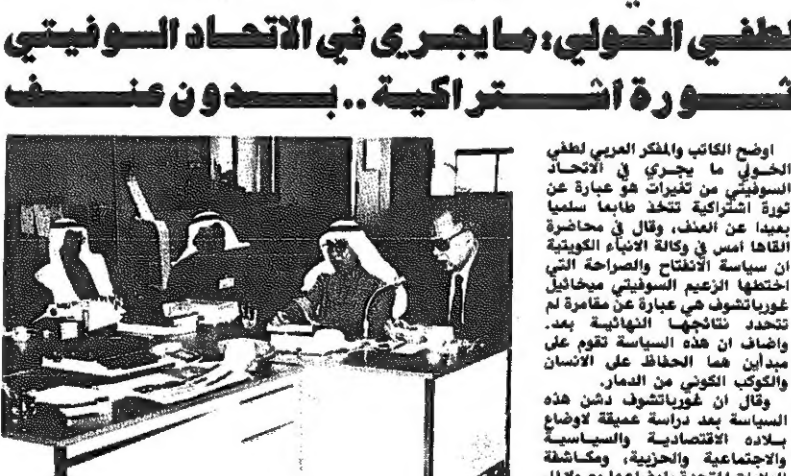 لطفي الخولي: ما يجري في الاتحاد السوفيتي
ثورة اشتراكية .. بدون عنف
اوضح الكاتب والمفكر العربي لطفي
الخولي ما يجري في الاتحاد
السوفيتي من تغيرات هو عبارة عن
ثورة اشتراكية تتخذ طابعا سلميا
بعيدا عن العنف، وقال في محاضرة
القاها امس في وكالة الانباء الكويتية
ان سياسة الانفتاح والصراحة التي
اختطها الزعيم السوفيتي ميخائيل
غورباتشوف هي عبارة عن مقامرة لم
تتحدد نتائجها النهائية بعد.
واضاف ان هذه السياسة تقوم على
مبدأين هما الحفاظ على الانسان
والكوكب الكوني من الدمار.
وقال ان غورباتشوف دشن هذه
السياسة بعد دراسة عميقة لاوضاع
بلاده الاقتصادية والسياسية
والاجتماعية والحزبية، ومكاشفة